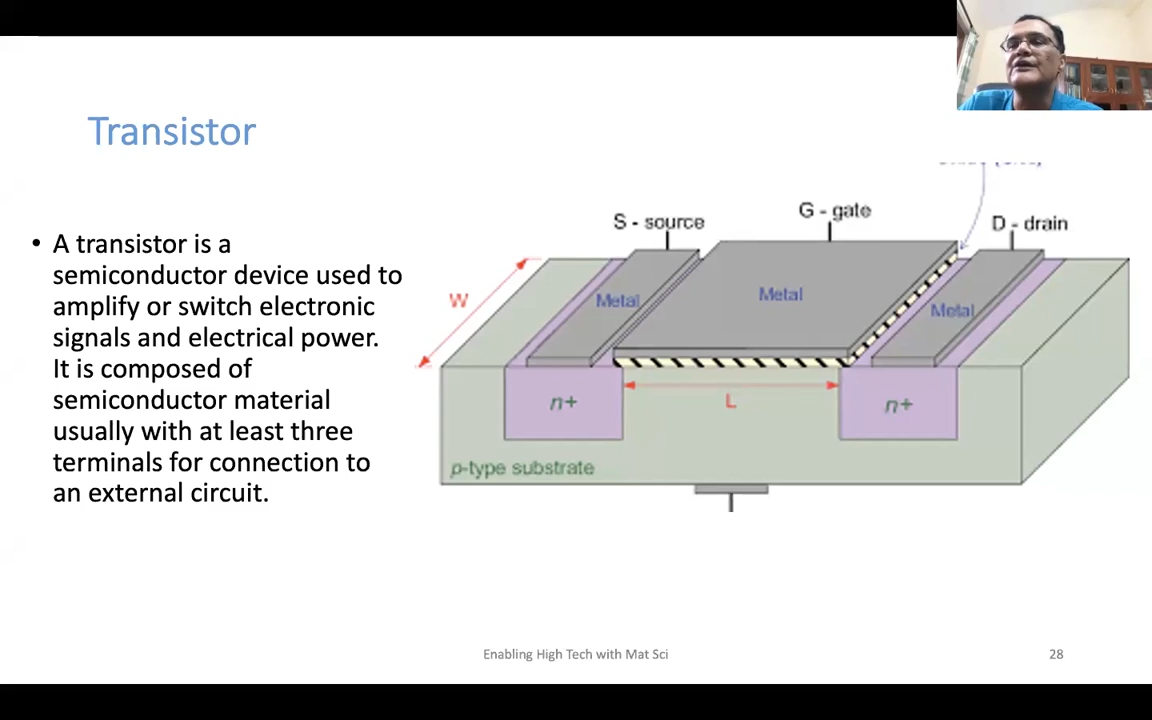 Transistor
• A transistor is a
semiconductor device used to
amplify or switch electronic
signals and electrical power.
It is composed of
semiconductor material
usually with at least three
terminals for connection to
an external circuit.
S - source
G - gate
D - drain
W
Metal
Metal
Metal
n+
L
n+
p-type substrate
Enabling High Tech with Mat Sci
28